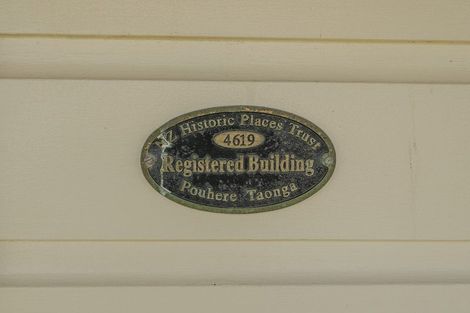 NZ Historic Places Trust
4619
Registered Building
Pouhere Taonga